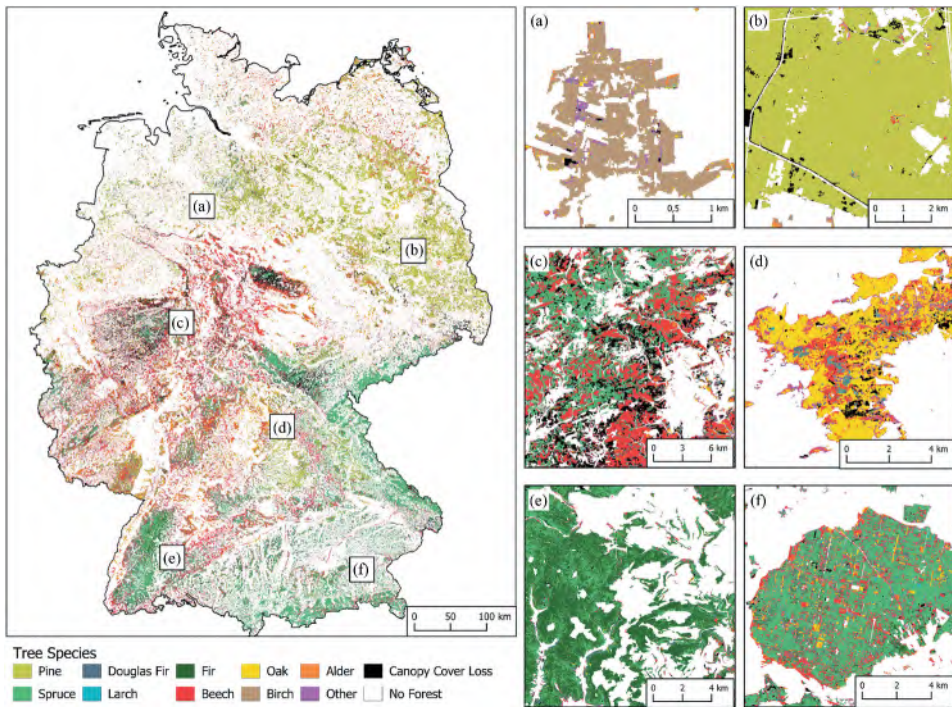 (a)
(b)
(c)
(d)
(e)
(f)
0 50 100 km
(a)
0 0,5 1 km
(b)
0 1 2 km
(c)
0 3 6 km
(d)
0 2 4 km
(e)
0 2 4 km
(f)
0 2 4 km
Tree Species
Pine Douglas Fir Fir Oak Alder Canopy Cover Loss
Spruce Larch Beech Birch Other No Forest